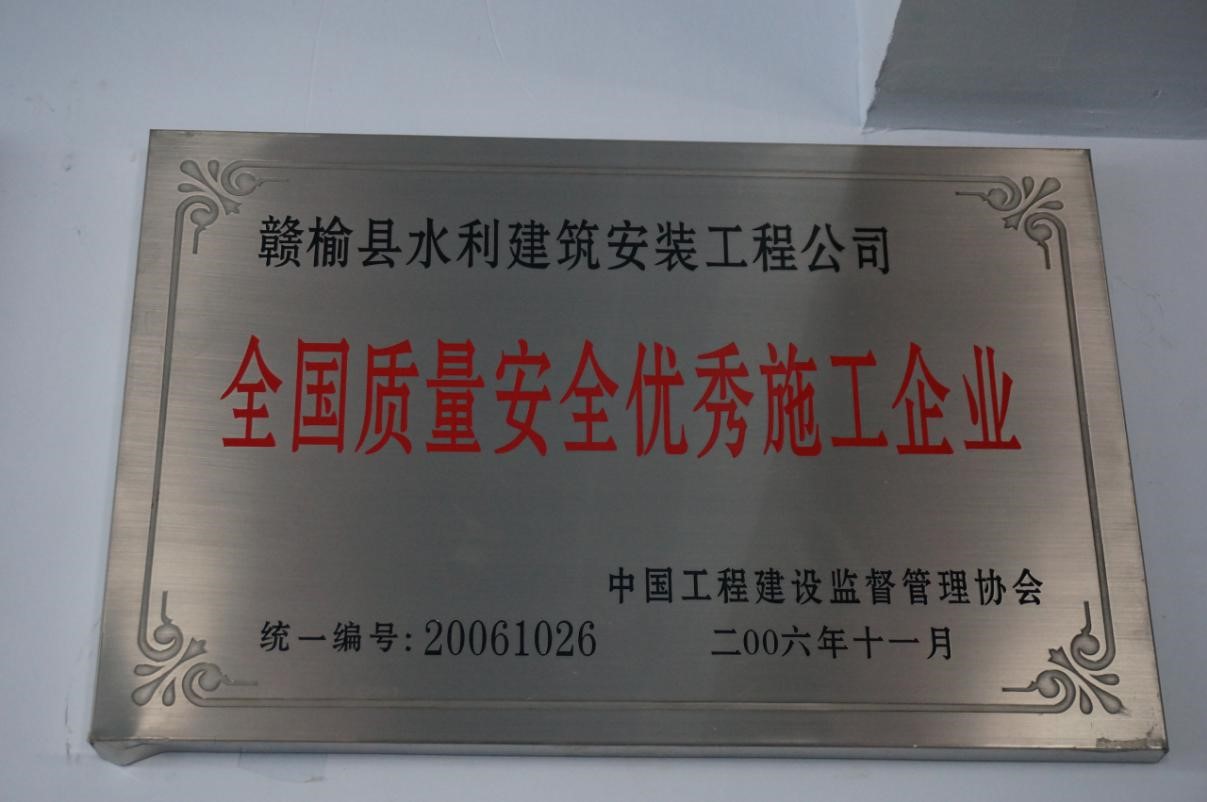 赣榆县水利建筑安装工程公司
全国质量安全优秀施工企业
中国工程建设监督管理协会
统一编号:20061026
二00六年十一月